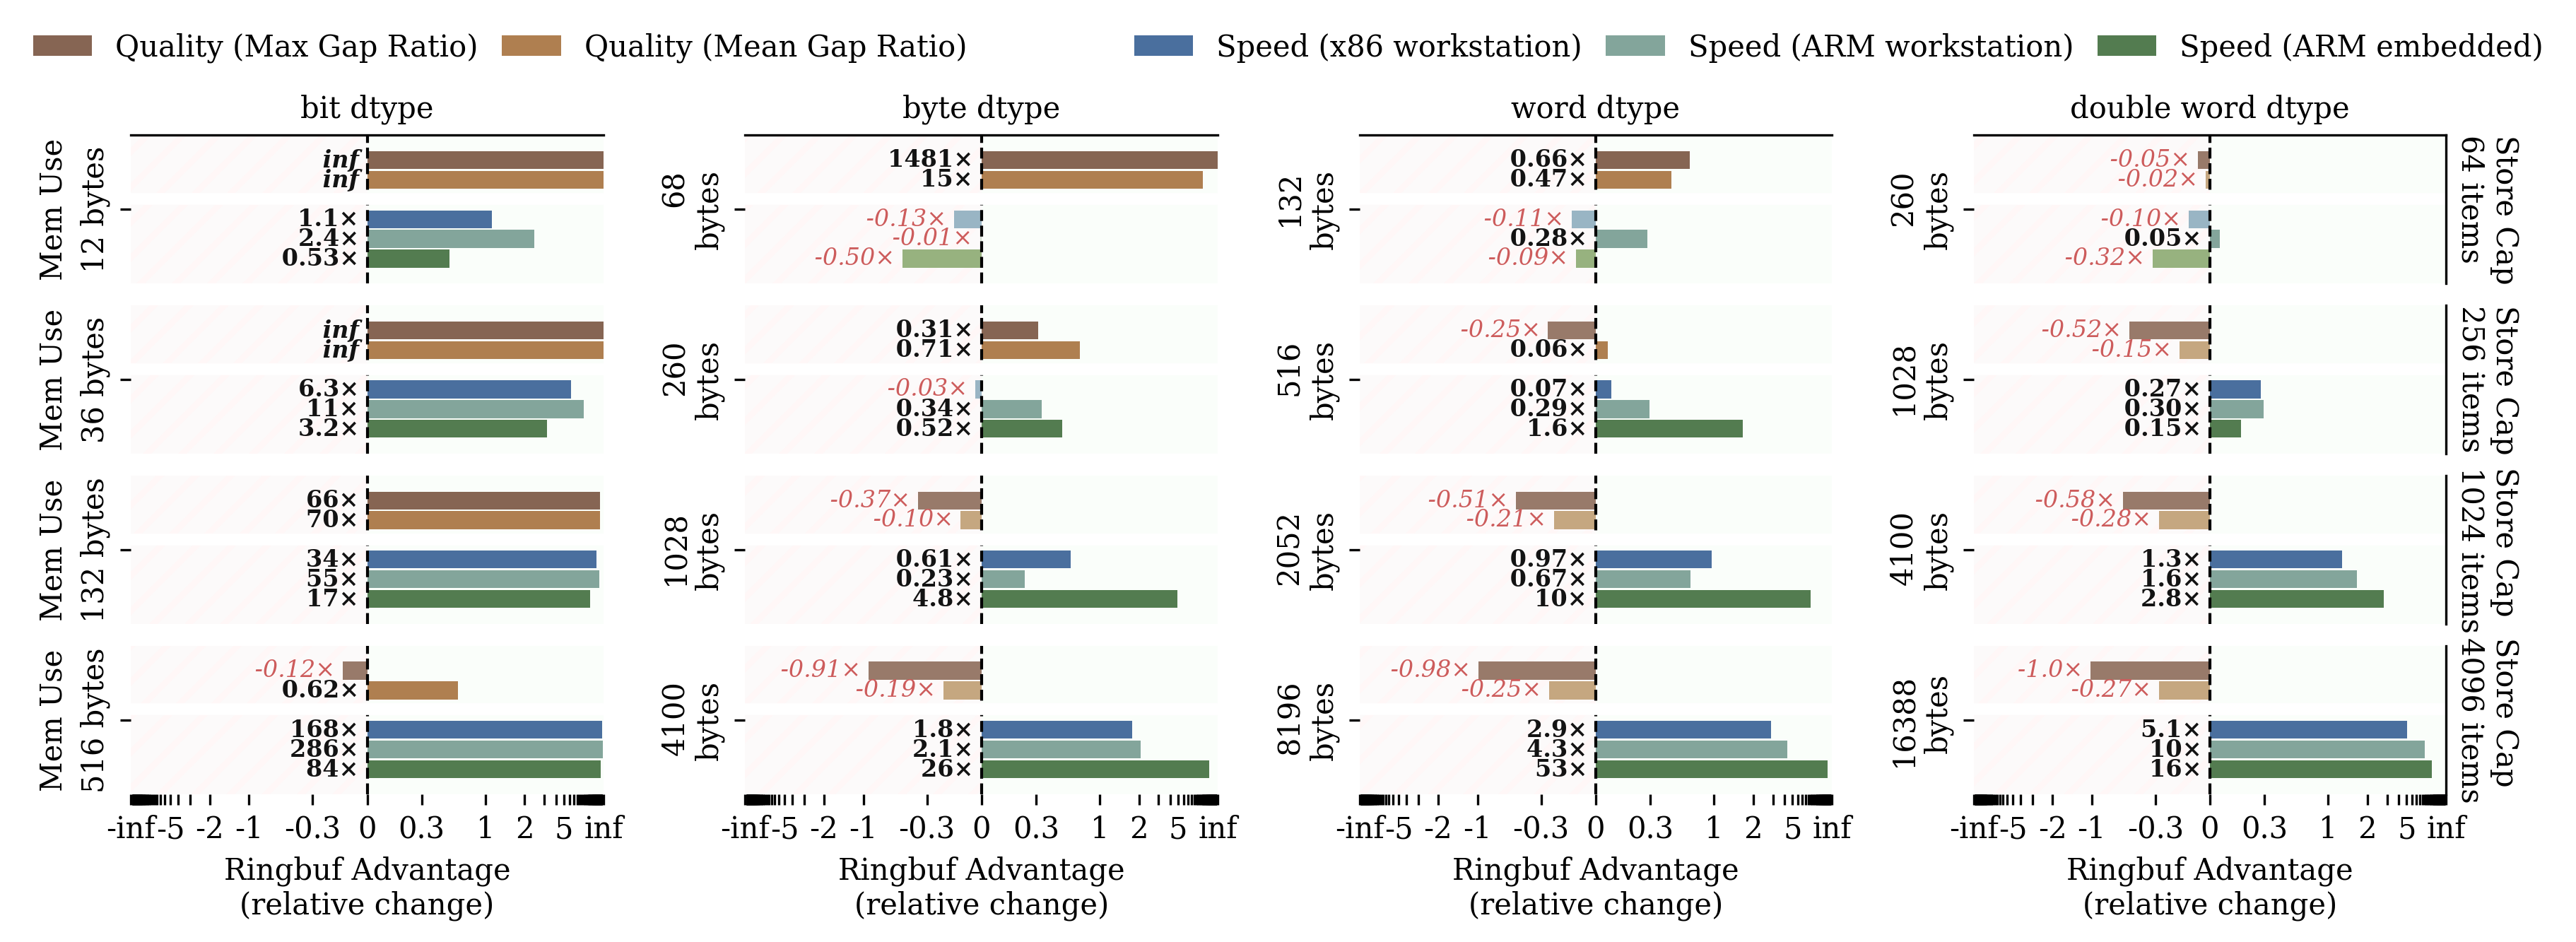 Quality (Max Gap Ratio) Quality (Mean Gap Ratio) Speed (x86 workstation) Speed (ARM workstation) Speed (ARM embedded)
bit dtype byte dtype word dtype double word dtype
Mem Use
12 bytes
inf
inf
1.1×
2.4×
0.53×
68
bytes
1481×
15×
-0.13×
-0.01×
-0.50×
132
bytes
0.66×
0.47×
-0.11×
0.28×
-0.09×
260
bytes
-0.05×
-0.02×
-0.10×
0.05×
-0.32×
Store Cap
64 items
Mem Use
36 bytes
inf
inf
6.3×
11×
3.2×
260
bytes
0.31×
0.71×
-0.03×
0.34×
0.52×
516
bytes
-0.25×
0.06×
0.07×
0.29×
1.6×
1028
bytes
-0.52×
-0.15×
0.27×
0.30×
0.15×
Store Cap
256 items
Mem Use
132 bytes
66×
70×
34×
55×
17×
1028
bytes
-0.37×
-0.10×
0.61×
0.23×
4.8×
2052
bytes
-0.51×
-0.21×
0.97×
0.67×
10×
4100
bytes
-0.58×
-0.28×
1.3×
1.6×
2.8×
Store Cap
1024 items
Mem Use
516 bytes
-0.12×
0.62×
168×
286×
84×
4100
bytes
-0.91×
-0.19×
1.8×
2.1×
26×
8196
bytes
-0.98×
-0.25×
2.9×
4.3×
53×
16388
bytes
-1.0×
-0.27×
5.1×
10×
16×
Store Cap
4096 items
-inf -5 -2 -1 -0.3 0 0.3 1 2 5 inf
-inf -5 -2 -1 -0.3 0 0.3 1 2 5 inf
-inf -5 -2 -1 -0.3 0 0.3 1 2 5 inf
-inf -5 -2 -1 -0.3 0 0.3 1 2 5 inf
Ringbuf Advantage
(relative change)
Ringbuf Advantage
(relative change)
Ringbuf Advantage
(relative change)
Ringbuf Advantage
(relative change)